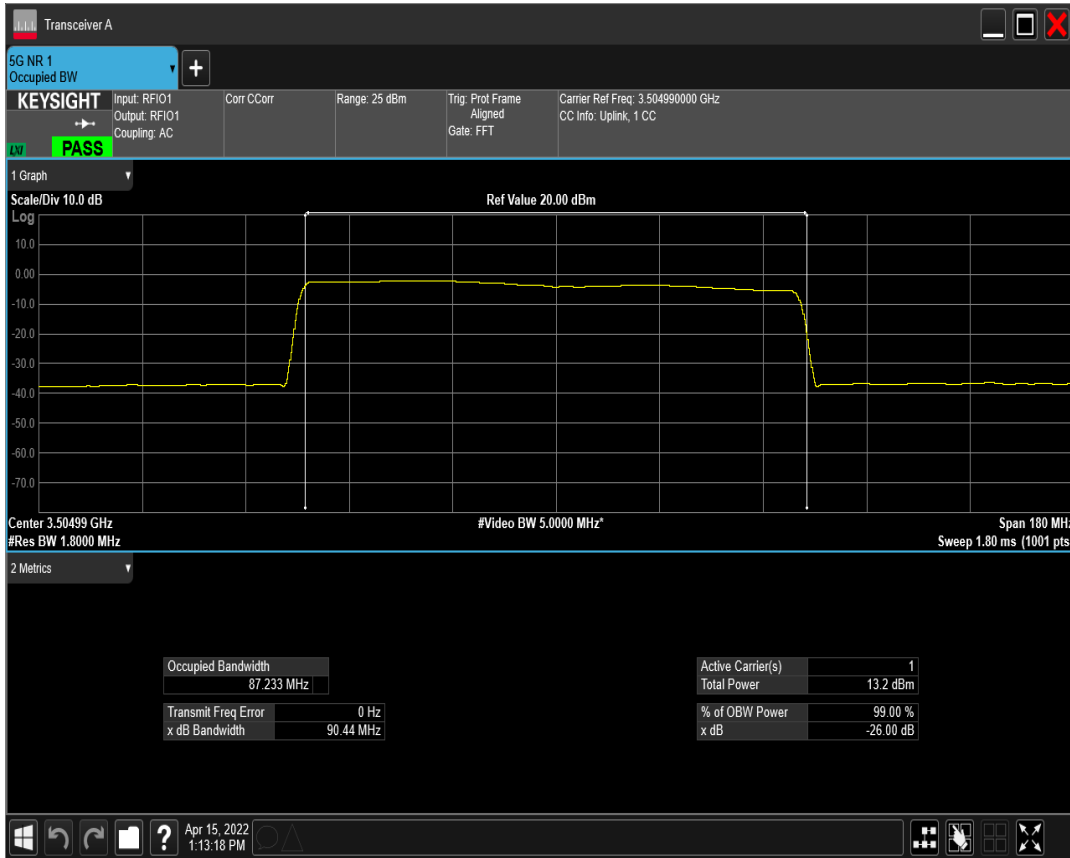 Transceiver A
5G NR 1
Occupied BW
KEYSIGHT
LXI
PASS
Input: RFIO1
Output: RFIO1
Coupling: AC
Corr CCorr
Range: 25 dBm
Trig: Prot Frame
Aligned
Gate: FFT
Carrier Ref Freq: 3.504990000 GHz
CC Info: Uplink, 1 CC
1 Graph
Scale/Div 10.0 dB
Ref Value 20.00 dBm
Log
10.0
0.00
-10.0
-20.0
-30.0
-40.0
-50.0
-60.0
-70.0
Center 3.50499 GHz
#Video BW 5.0000 MHz*
Span 180 MHz
#Res BW 1.8000 MHz
Sweep 1.80 ms (1001 pts
2 Metrics
Occupied Bandwidth
87.233 MHz
Transmit Freq Error 0 Hz
x dB Bandwidth 90.44 MHz
Active Carrier(s) 1
Total Power 13.2 dBm
% of OBW Power 99.00 %
x dB -26.00 dB
?
Apr 15, 2022
1:13:18 PM